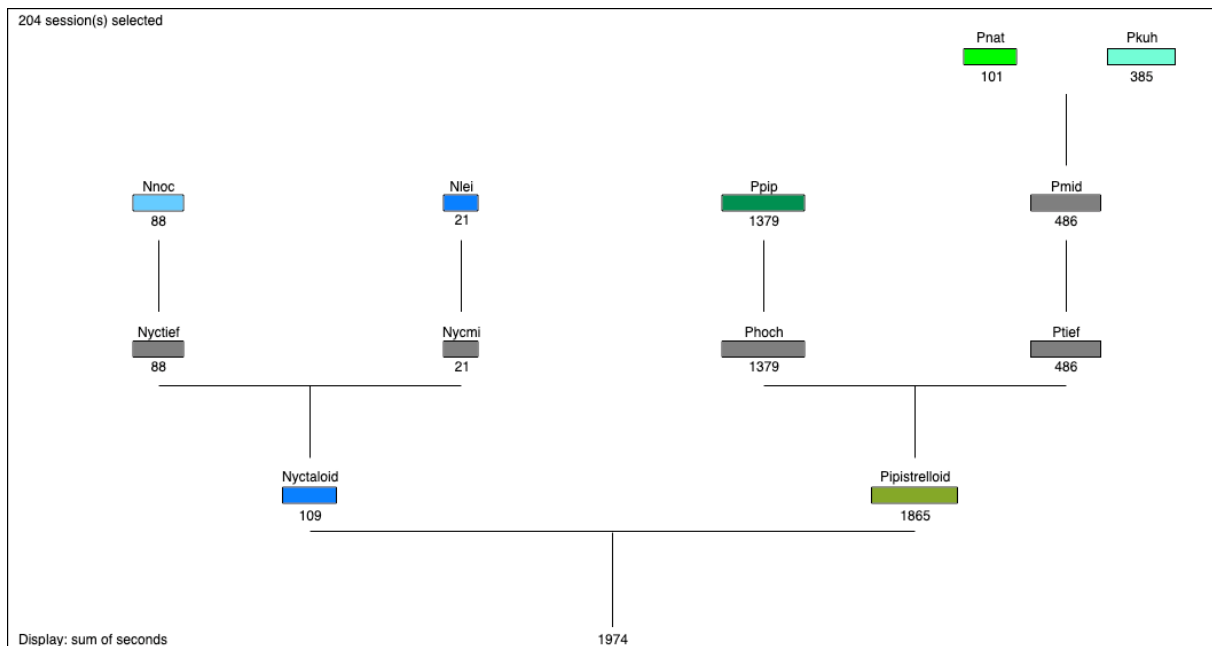 204 session(s) selected
Pnat Pkuh
101 385
Nnoc Nlei Ppip Pmid
88 21 1379 486
Nyctief Nycmi Phoch Ptief
88 21 1379 486
Nyctaloid Pipistrelloid
109 1865
Display: sum of seconds 1974